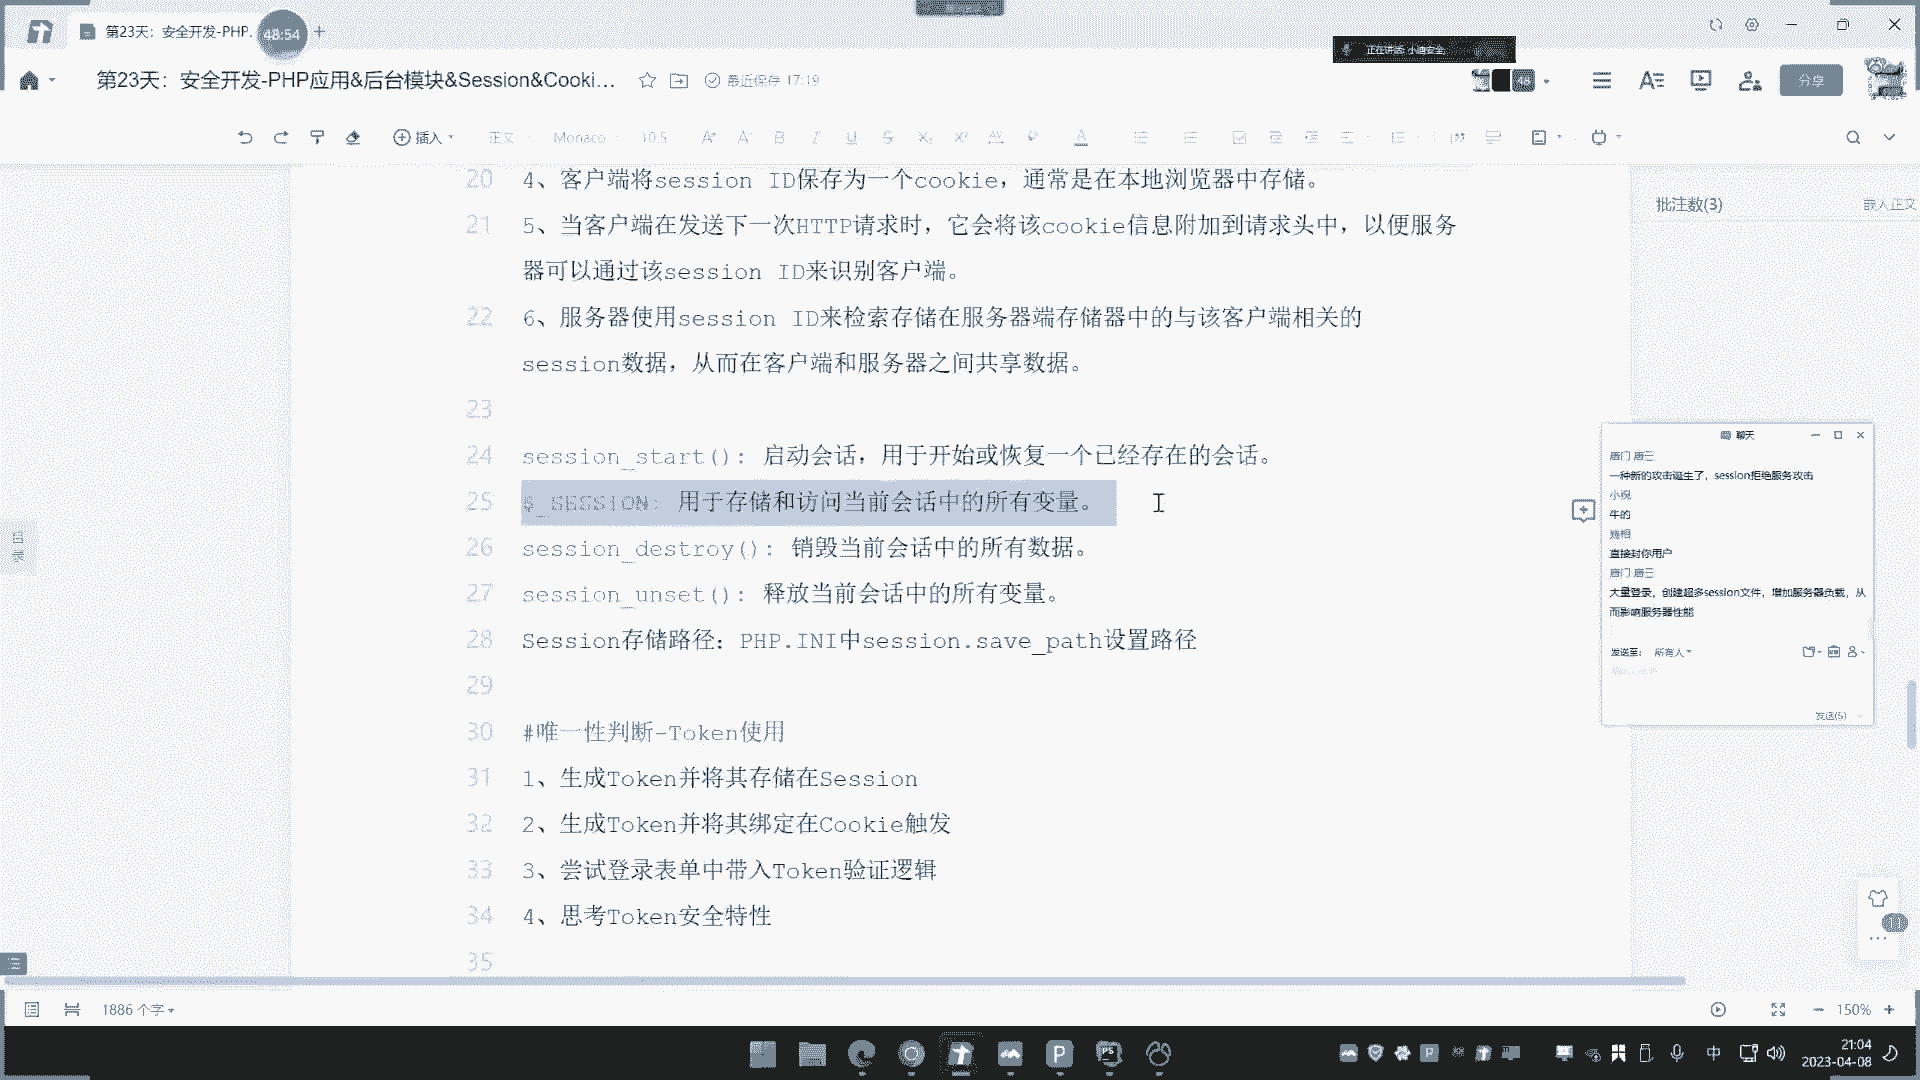 第23天：安全开发-PHP.
48:54
正在讲话: 小迪安全;
第23天：安全开发-PHP应用&后台模块&Session&Cooki...
最近保存 17:19
48
分享
插入
正文
Monaco
10.5
20 4、客户端将session ID保存为一个cookie，通常是在本地浏览器中存储。
21 5、当客户端在发送下一次HTTP请求时，它会将该cookie信息附加到请求头中，以便服务
器可以通过该session ID来识别客户端。
22 6、服务器使用session ID来检索存储在服务器端存储器中的与该客户端相关的
session数据，从而在客户端和服务器之间共享数据。
23
24 session_start(): 启动会话，用于开始或恢复一个已经存在的会话。
25 $_SESSION: 用于存储和访问当前会话中的所有变量。
26 session_destroy(): 销毁当前会话中的所有数据。
27 session_unset(): 释放当前会话中的所有变量。
28 Session存储路径：PHP.INI中session.save_path设置路径
29
30 #唯一性判断-Token使用
31 1、生成Token并将其存储在Session
32 2、生成Token并将其绑定在Cookie触发
33 3、尝试登录表单中带入Token验证逻辑
34 4、思考Token安全特性
35
目录
批注数(3)
嵌入正文
聊天
唐门 唐三
一种新的攻击诞生了，session拒绝服务攻击
牛的
直接封你用户
唐门 唐三
大量登录，创建超多session文件，增加服务器负载，从
而影响服务器性能
发送至: 所有人
发送(S)
11
1886 个字
150%
中
21:04
2023-04-08